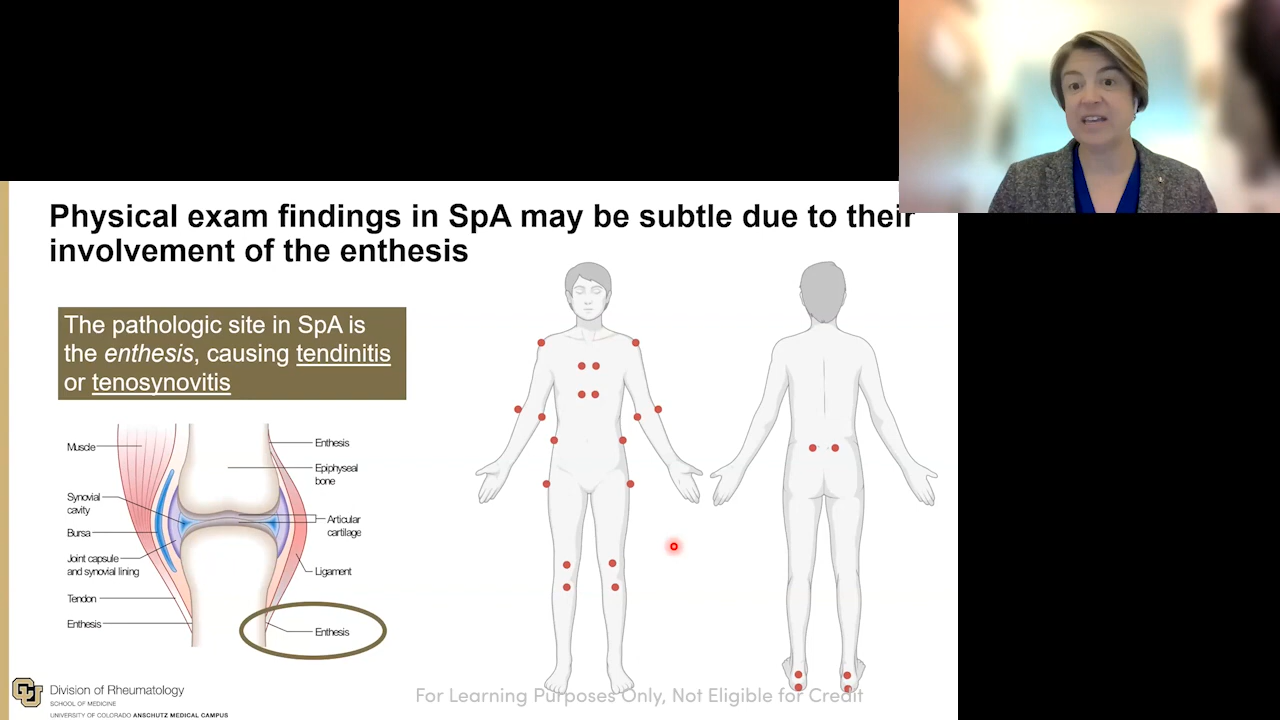 Physical exam findings in SpA may be subtle due to their
involvement of the enthesis
The pathologic site in SpA is
the enthesis, causing tendinitis
or tenosynovitis
Muscle
Synovial
cavity
Bursa
Joint capsule
and synovial lining
Tendon
Enthesis
Enthesis
Epiphyseal
bone
Articular
cartilage
Ligament
Enthesis
CU
Division of Rheumatology
SCHOOL OF MEDICINE
UNIVERSITY OF COLORADO ANSCHUTZ MEDICAL CAMPUS
For Learning Purposes Only, Not Eligible for Credit